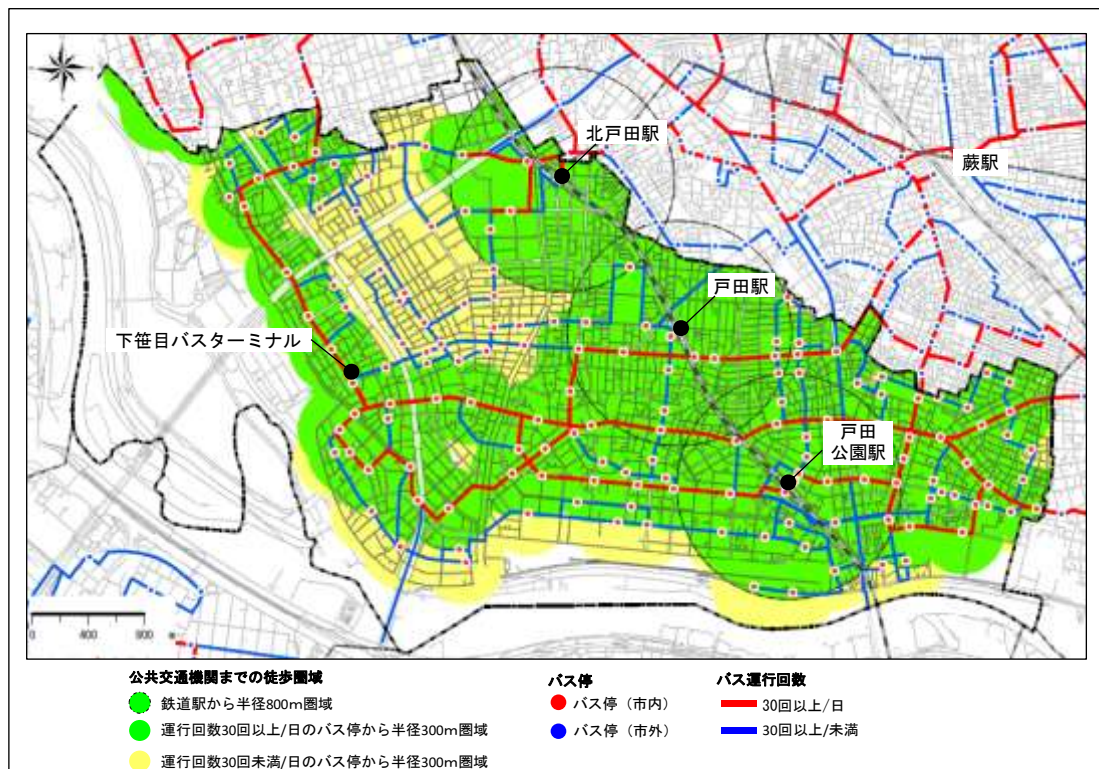 北戸田駅
蕨駅
戸田駅
下笹目バスターミナル
戸田
公園駅
0 400 800 m
公共交通機関までの徒歩圏域
鉄道駅から半径800m圏域
運行回数30回以上/日のバス停から半径300m圏域
運行回数30回未満/日のバス停から半径300m圏域
バス停
バス停（市内）
バス停（市外）
バス運行回数
30回以上/日
30回以上/未満